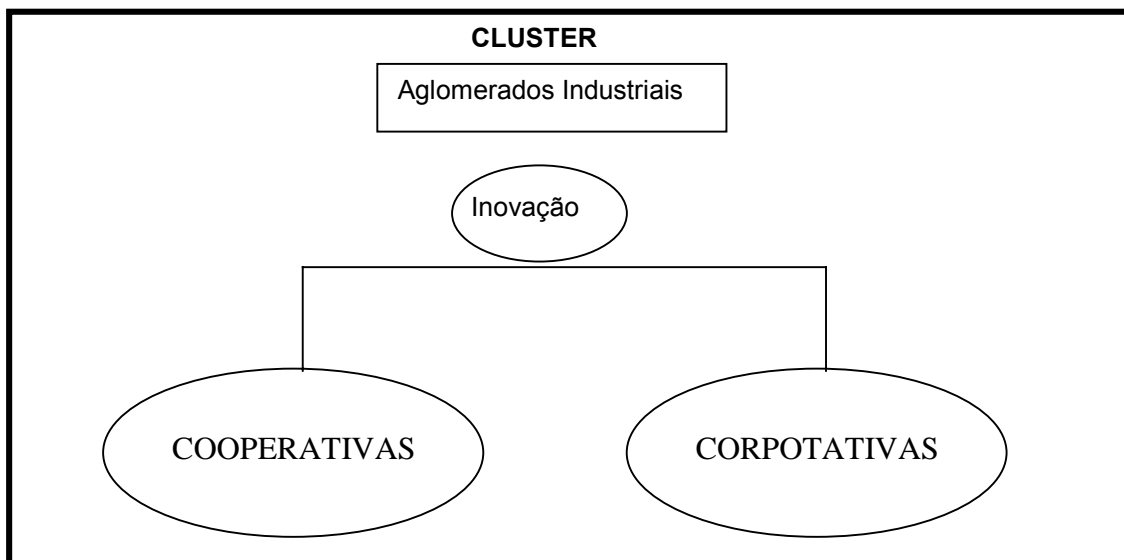 CLUSTER
Aglomerados Industriais
Inovação
COOPERATIVAS
CORPOTATIVAS